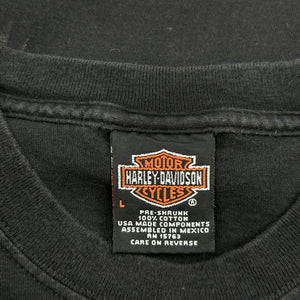 MOTOR
HARLEY-DAVIDSON
CYCLES
L ®
PRE-SHRUNK
100% COTTON
USA MADE COMPONENTS
ASSEMBLED IN MEXICO
RN 15763
CARE ON REVERSE